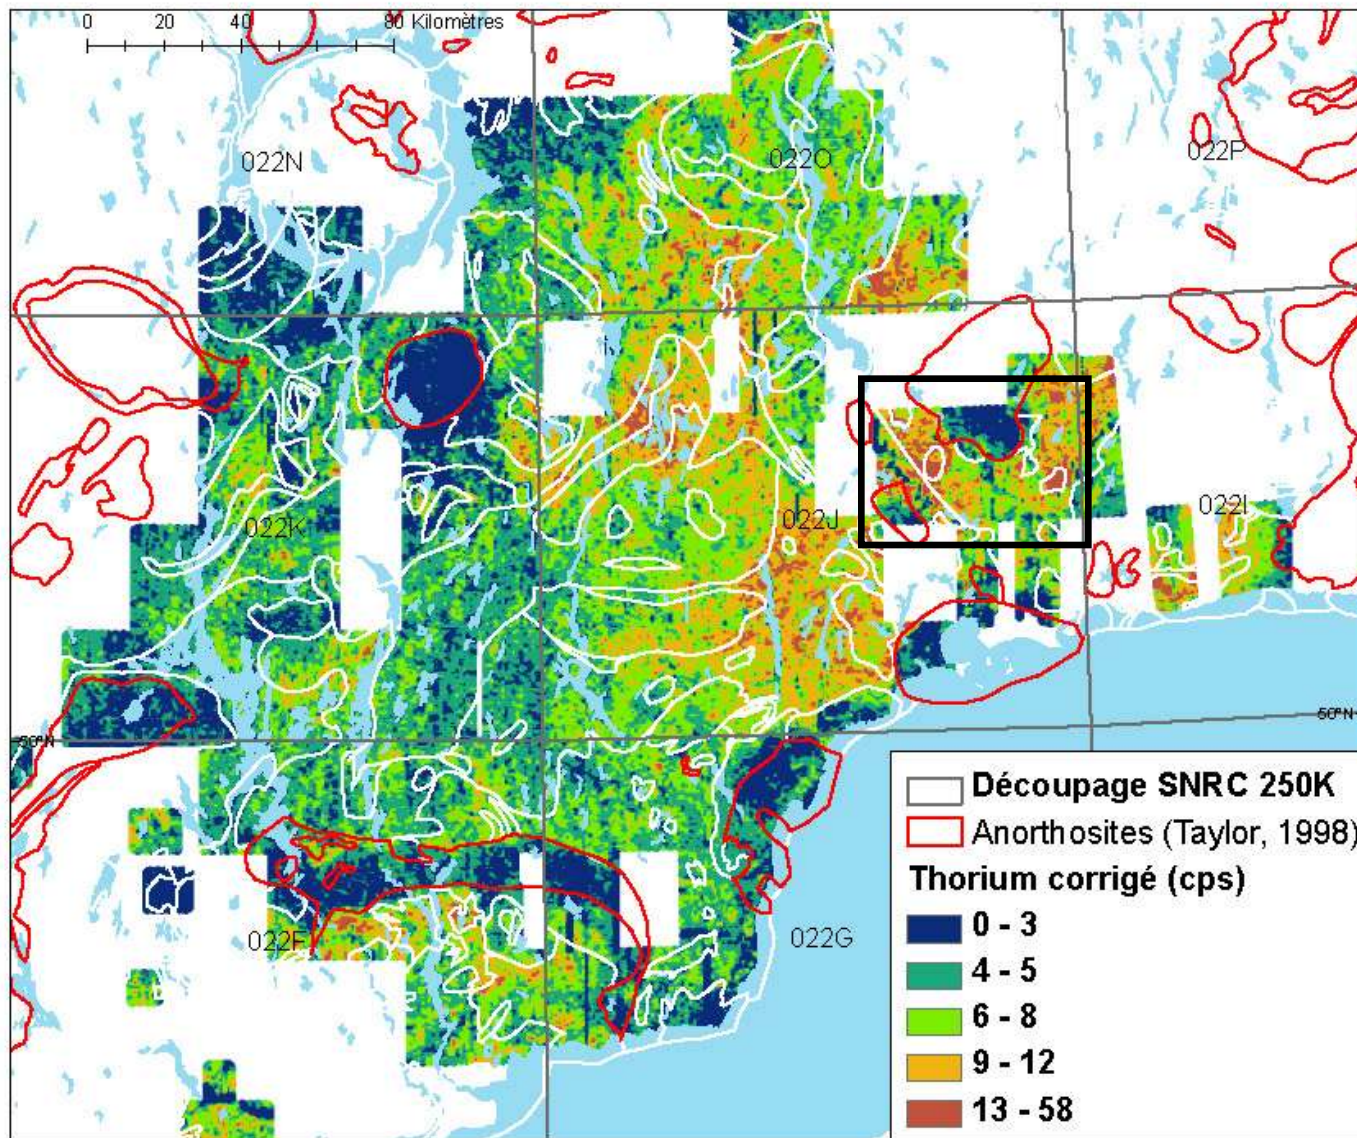 0 20 40 80 Kilomètres
022N
022O
022P
022K
022J
022I
50°N
50°N
022F
022G
Découpage SNRC 250K
Anorthosites (Taylor, 1998)
Thorium corrigé (cps)
0 - 3
4 - 5
6 - 8
9 - 12
13 - 58